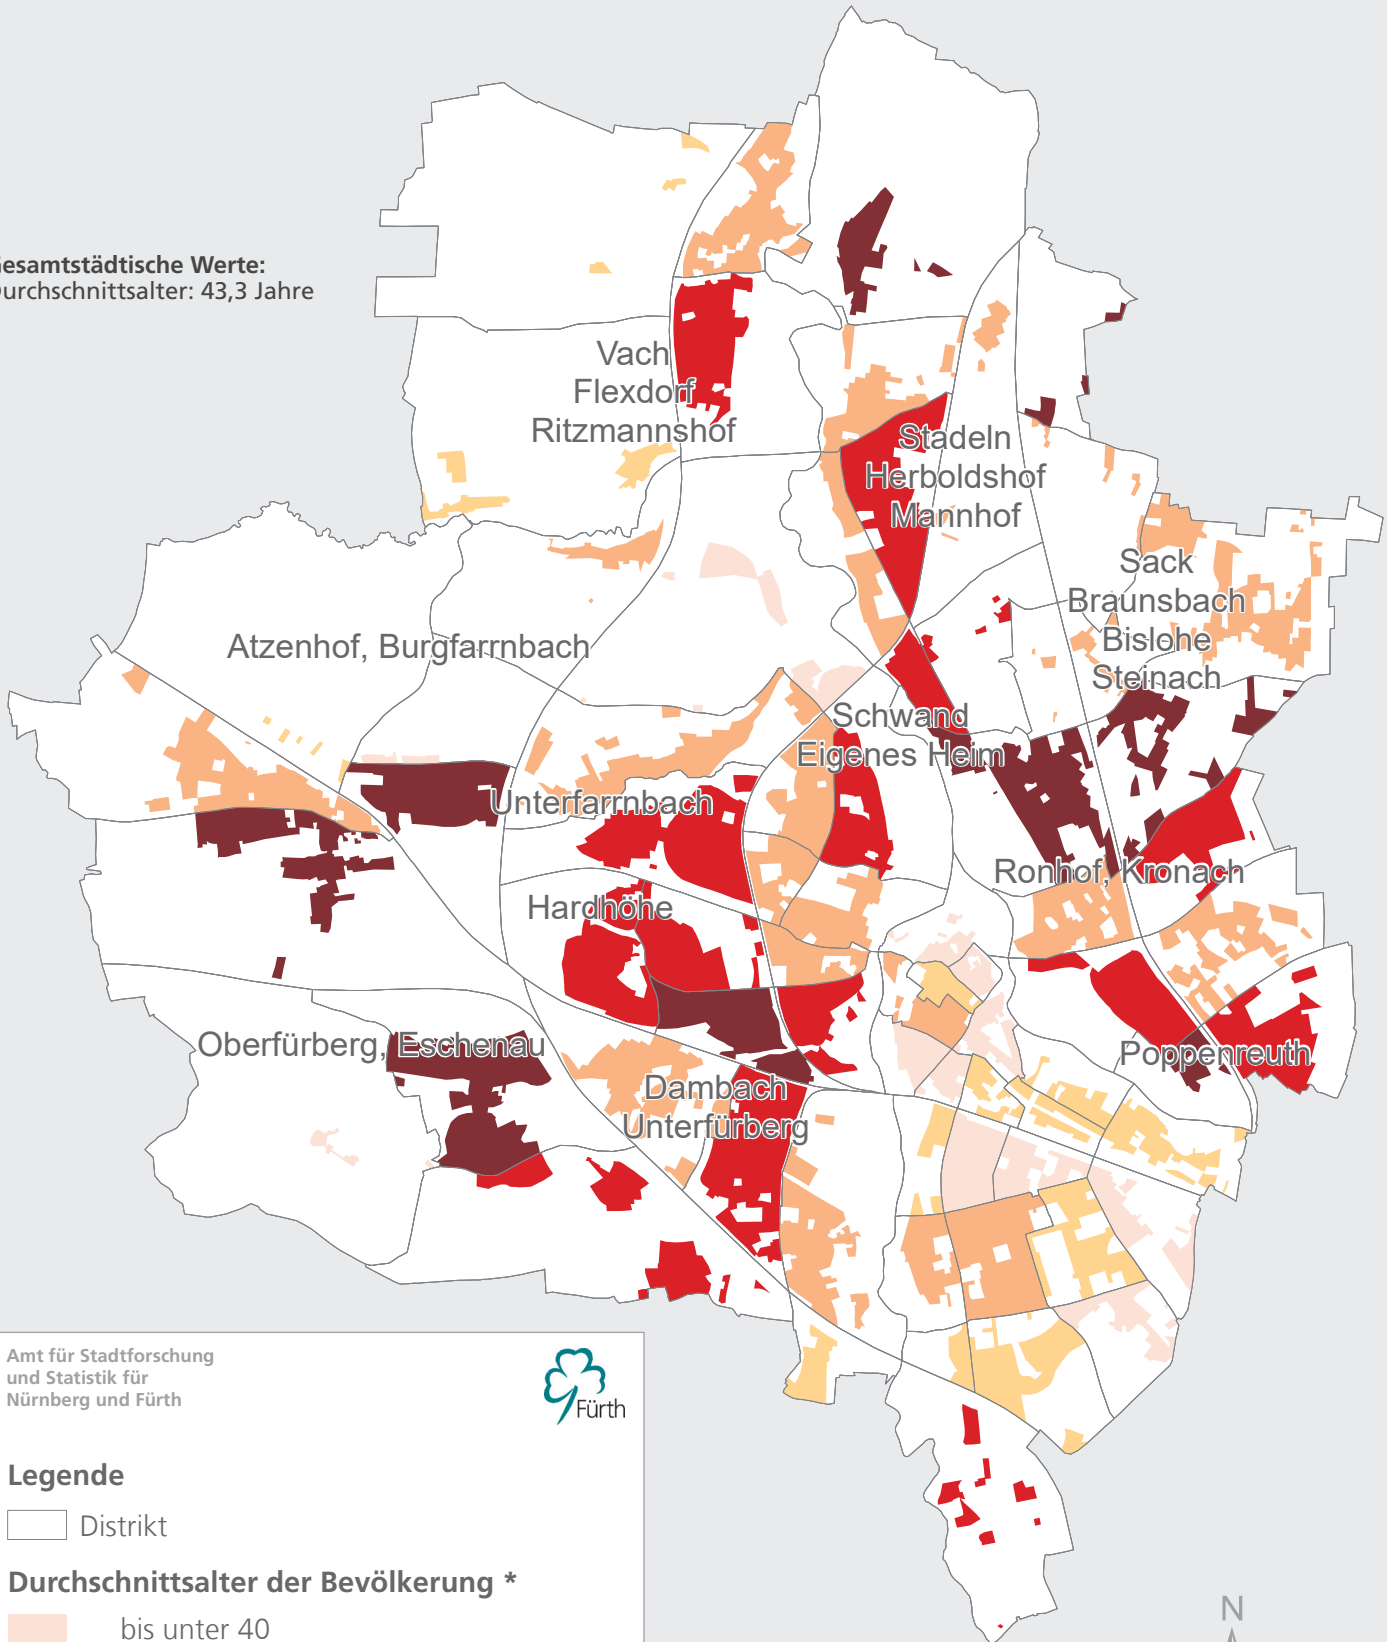 Gesamtstädtische Werte:
Durchschnittsalter: 43,3 Jahre
Vach
Flexdorf
Ritzmannshof
Stadeln
Herboldshof
Mannhof
Sack
Braunsbach
Bislohe
Steinach
Atzenhof, Burgfarrnbach
Schwand
Eigenes Heim
Unterfarrnbach
Ronhof, Kronach
Hardhöhe
Oberfürberg, Eschenau
Poppenreuth
Dambach
Unterfürberg
Amt für Stadtforschung
und Statistik für
Nürnberg und Fürth
Fürth
Legende
Distrikt
Durchschnittsalter der Bevölkerung *
bis unter 40
N